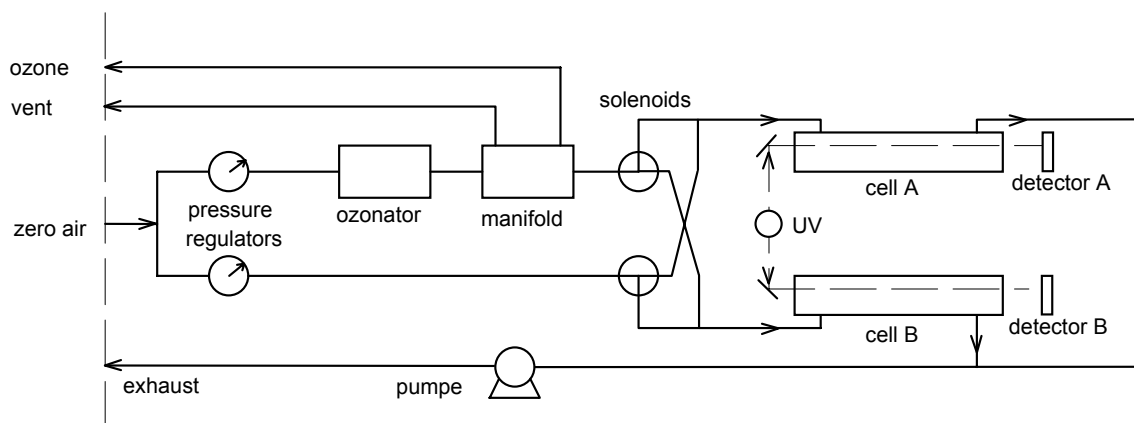 ozone
vent
solenoids
zero air
pressure
regulators
ozonator
manifold
UV
cell A
detector A
cell B
detector B
exhaust
pumpe